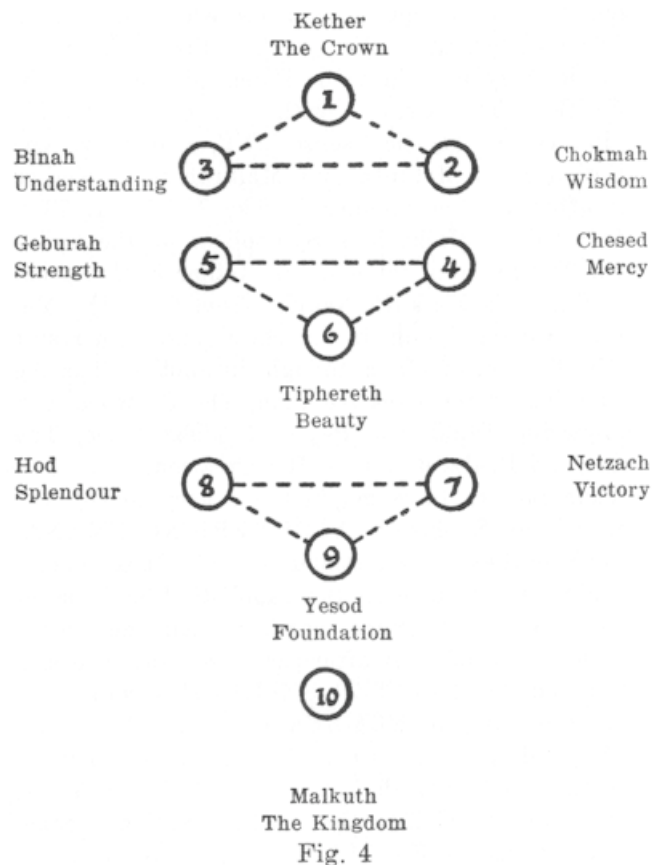 Kether
The Crown
1
Binah
Understanding
3
2
Chokmah
Wisdom
Geburah
Strength
5
4
Chesed
Mercy
6
Tiphereth
Beauty
Hod
Splendour
8
7
Netzach
Victory
9
Yesod
Foundation
10
Malkuth
The Kingdom
Fig. 4